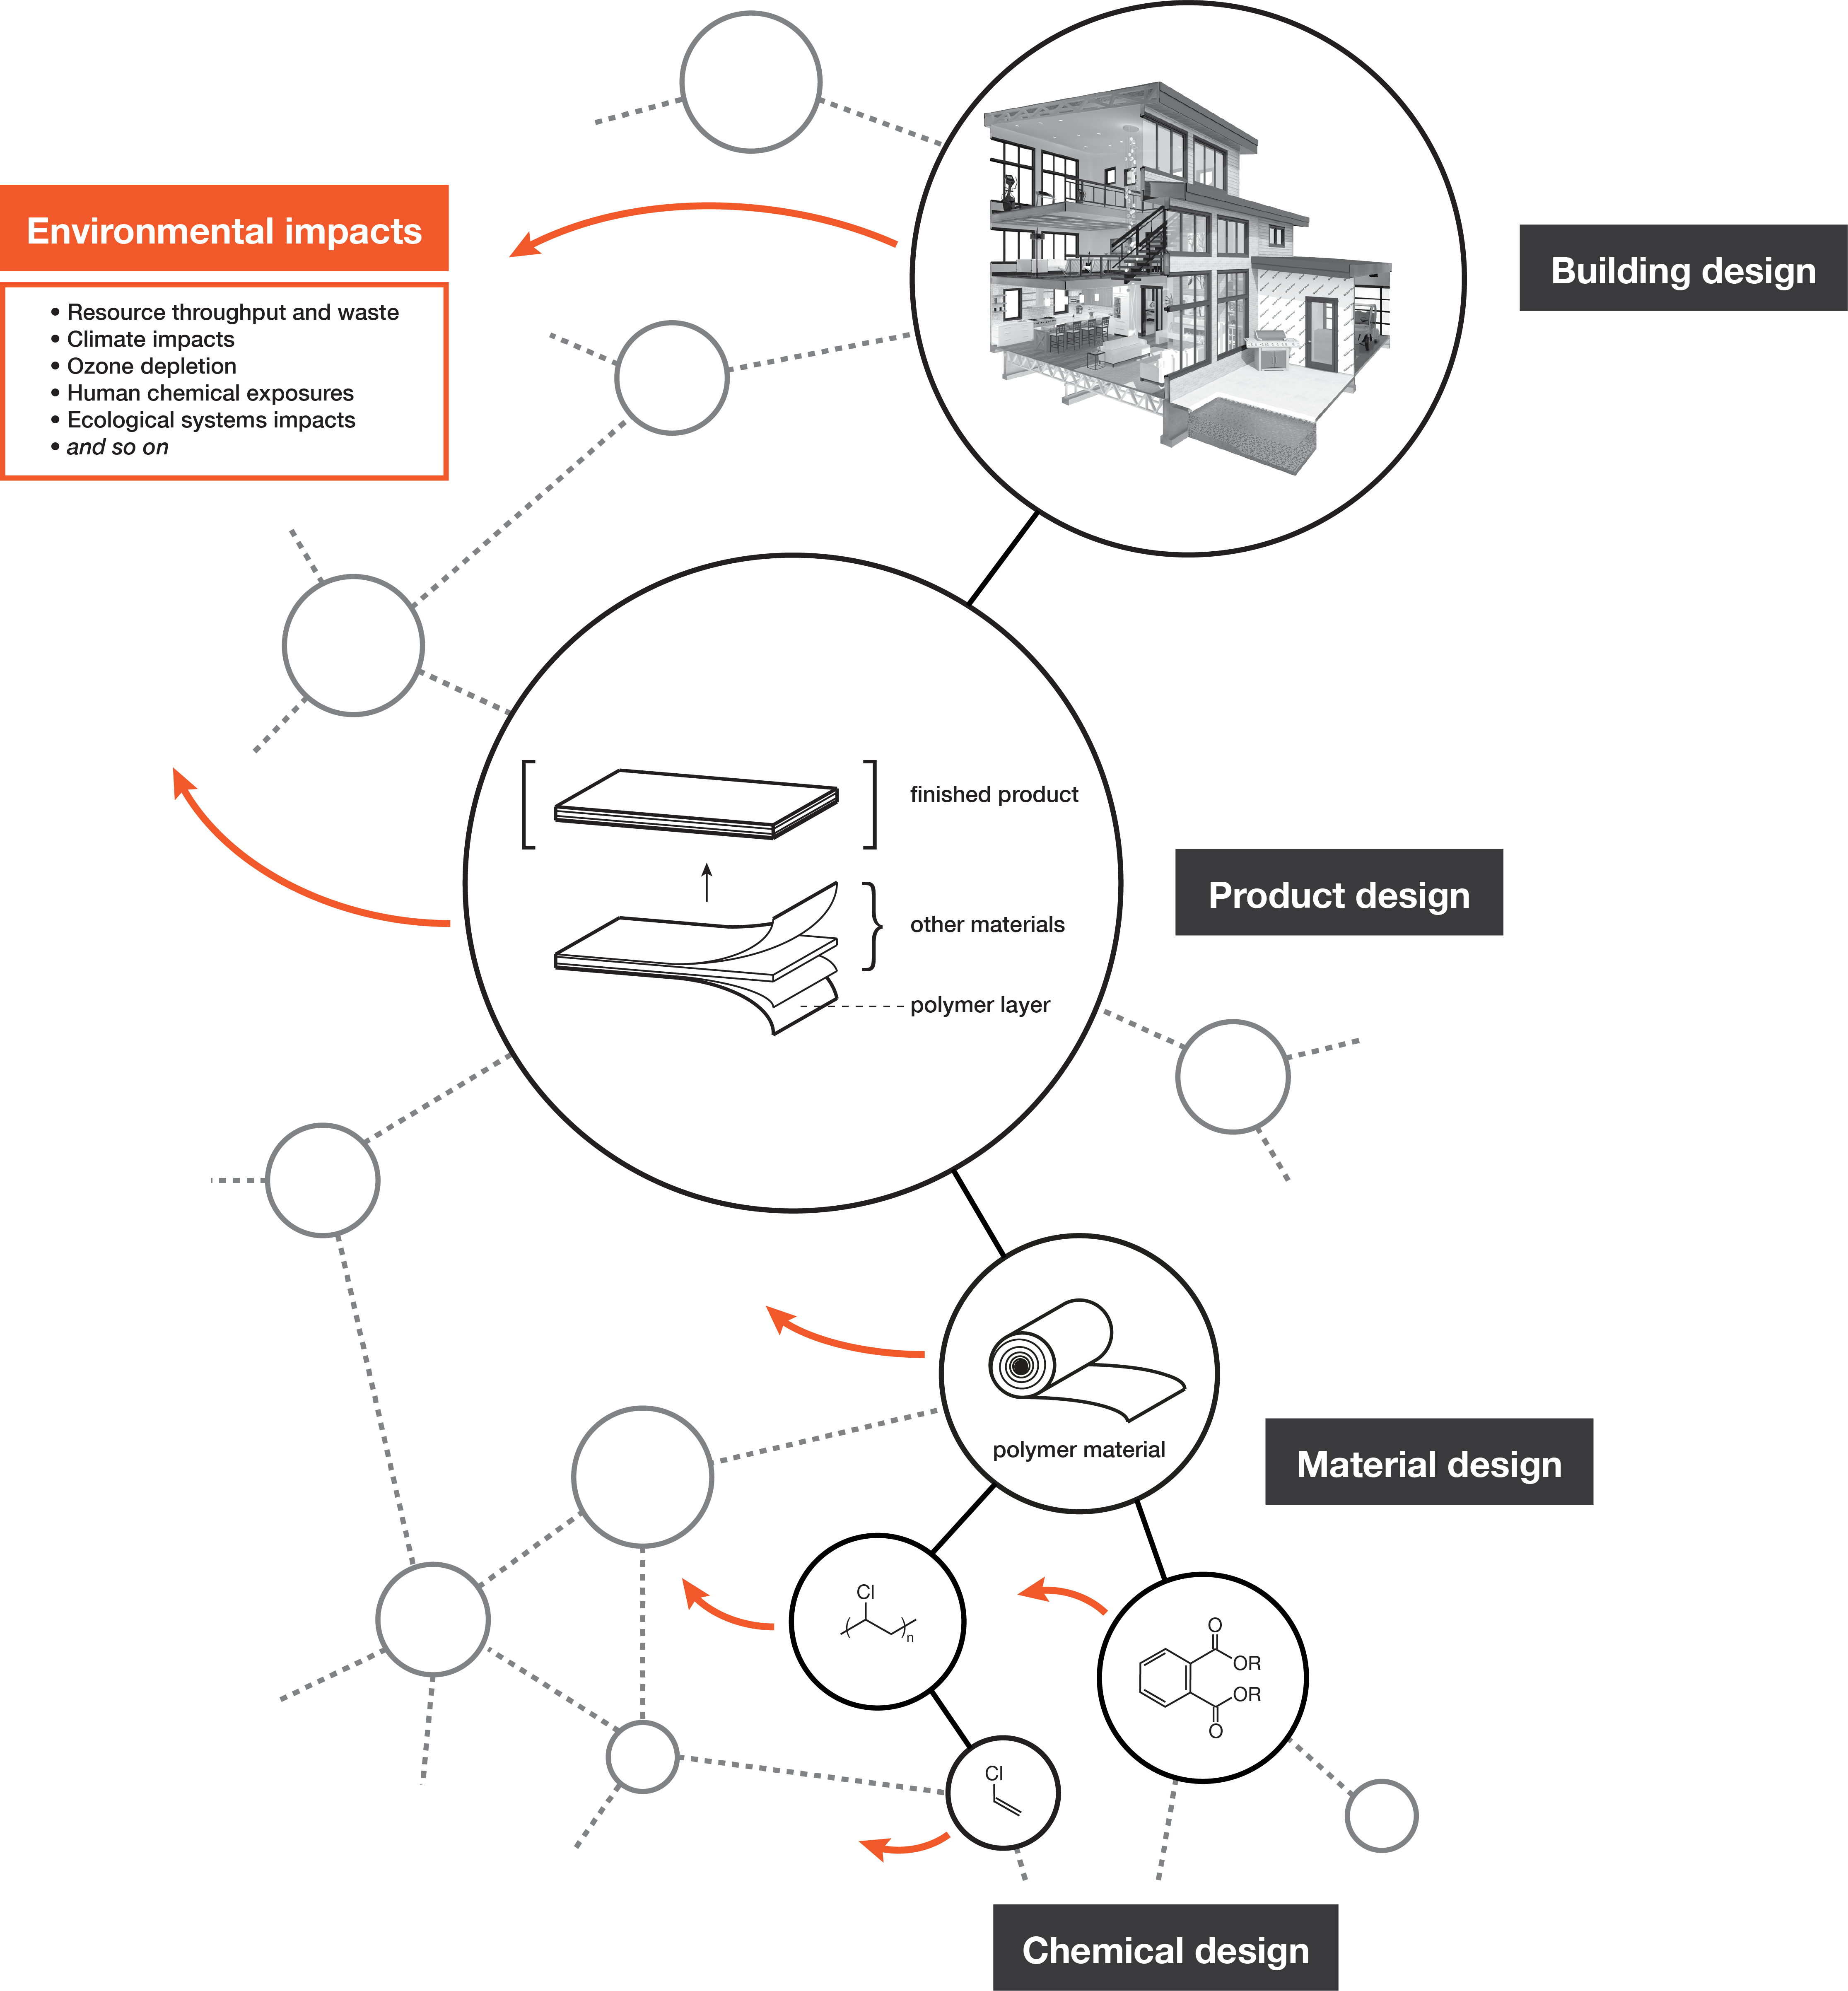 Environmental impacts
• Resource throughput and waste
• Climate impacts
• Ozone depletion
• Human chemical exposures
• Ecological systems impacts
• and so on
Building design
finished product
other materials
polymer layer
Product design
polymer material
Material design
Cl
n
O
OR
OR
O
Cl
Chemical design